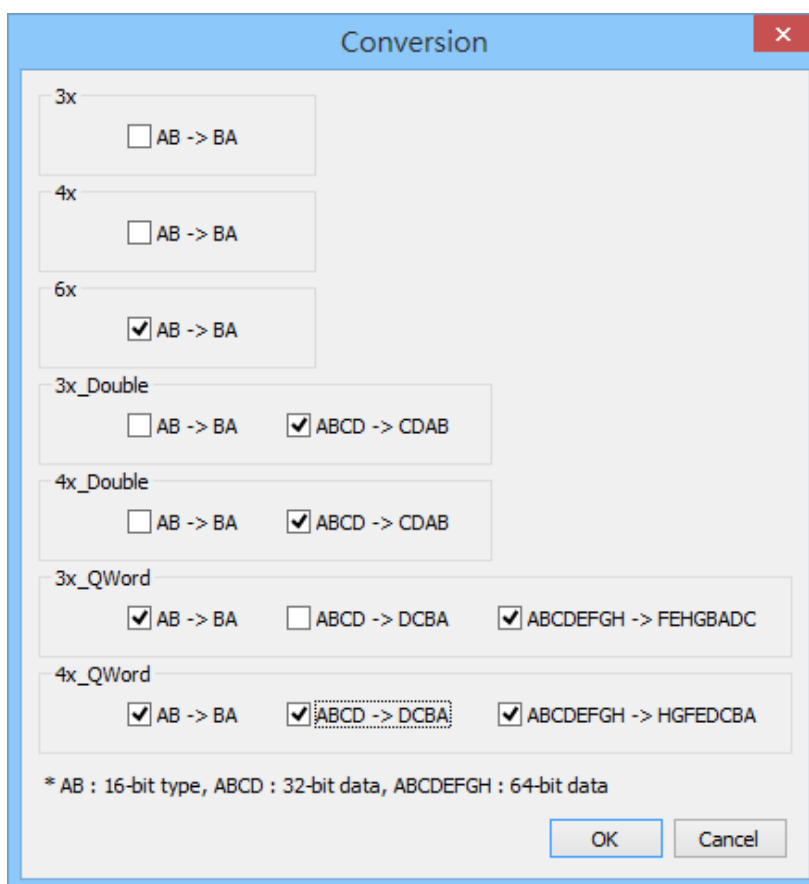 Conversion
3x
AB -> BA
4x
AB -> BA
6x
AB -> BA
3x_Double
AB -> BA ABCD -> CDAB
4x_Double
AB -> BA ABCD -> CDAB
3x_QWord
AB -> BA ABCD -> DCBA ABCDEFGH -> FEHGBADC
4x_QWord
AB -> BA ABCD -> DCBA ABCDEFGH -> HGFEDCBA
* AB : 16-bit type, ABCD : 32-bit data, ABCDEFGH : 64-bit data
OK Cancel